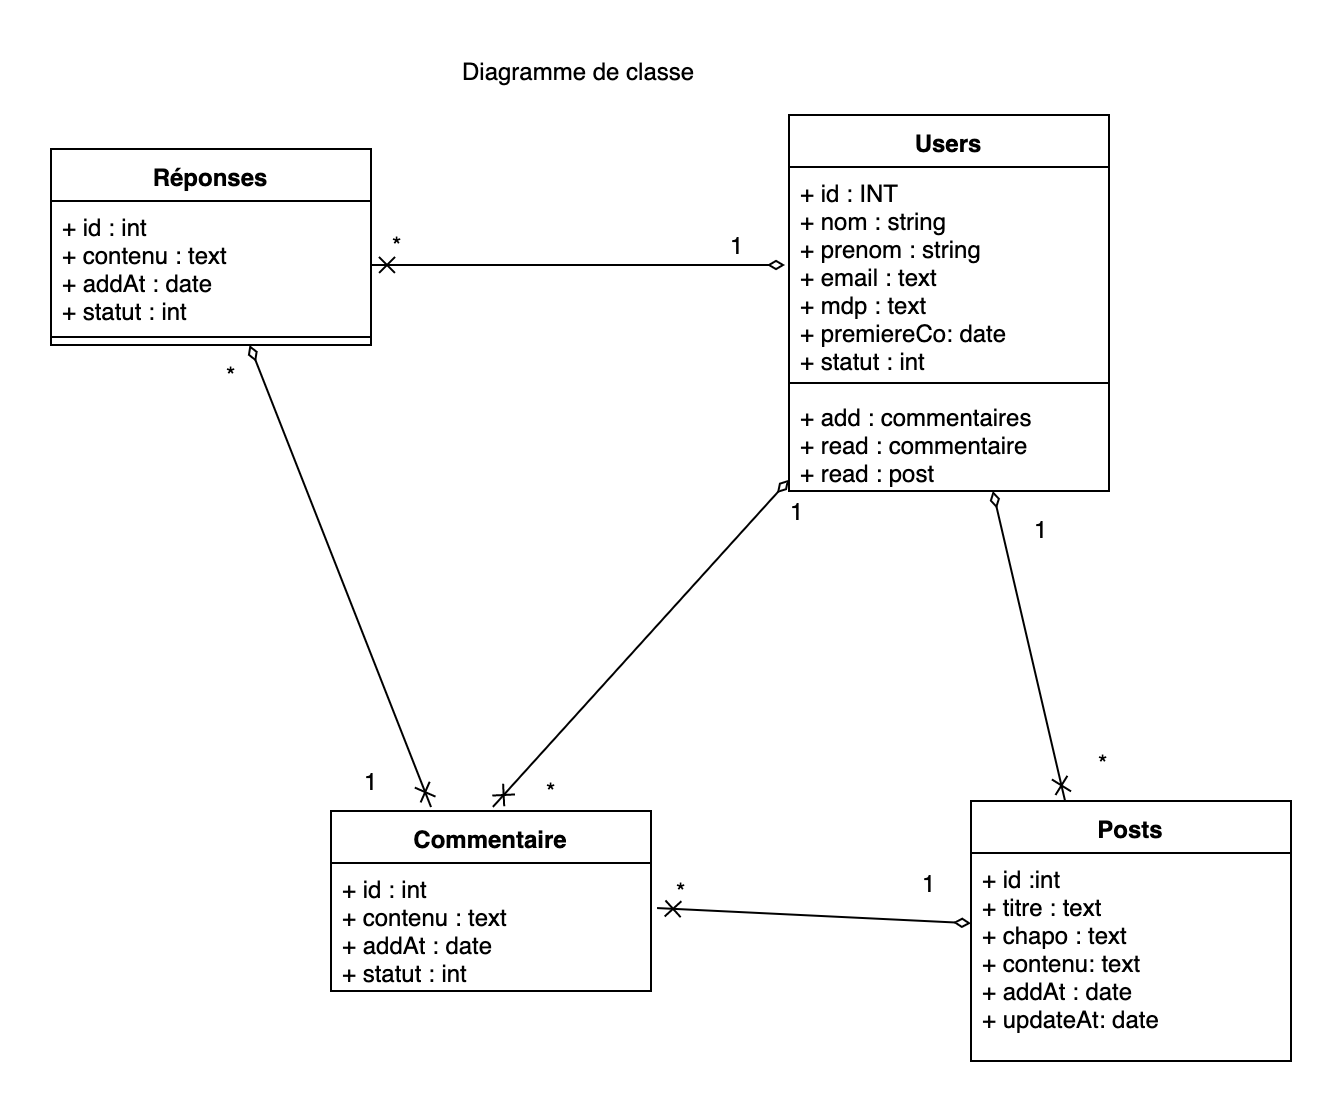 Diagramme de classe
Réponses
+ id : int
+ contenu : text
+ addAt : date
+ statut : int
*
1
Users
+ id : INT
+ nom : string
+ prenom : string
+ email : text
+ mdp : text
+ premiereCo: date
+ statut : int
+ add : commentaires
+ read : commentaire
+ read : post
*
1
1
1
*
*
Commentaire
+ id : int
+ contenu : text
+ addAt : date
+ statut : int
*
1
Posts
+ id :int
+ titre : text
+ chapo : text
+ contenu: text
+ addAt : date
+ updateAt: date